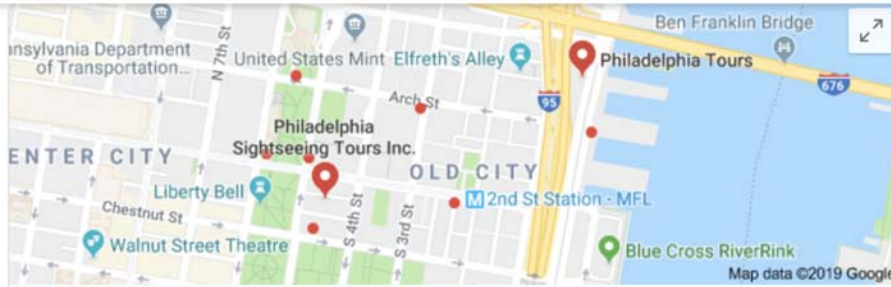 Ben Franklin Bridge
nsylvania Department
of Transportation...
N 7th St
United States Mint
Elfreth's Alley
Philadelphia Tours
95
676
Arch St
Philadelphia
Sightseeing Tours Inc.
ENTER CITY
OLD CITY
Liberty Bell
M 2nd St Station - MFL
Chestnut St
S 4th St
S 3rd St
Walnut Street Theatre
Blue Cross RiverRink
Map data ©2019 Google